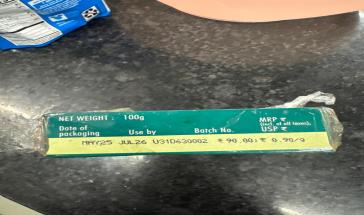 NET WEIGHT : 100g MRP ₹
(incl. of all taxes),
Date of packaging Use by Batch No. USP ₹
MAY25 JUL26 U31D630002 ₹90.00:₹ 0.90/g